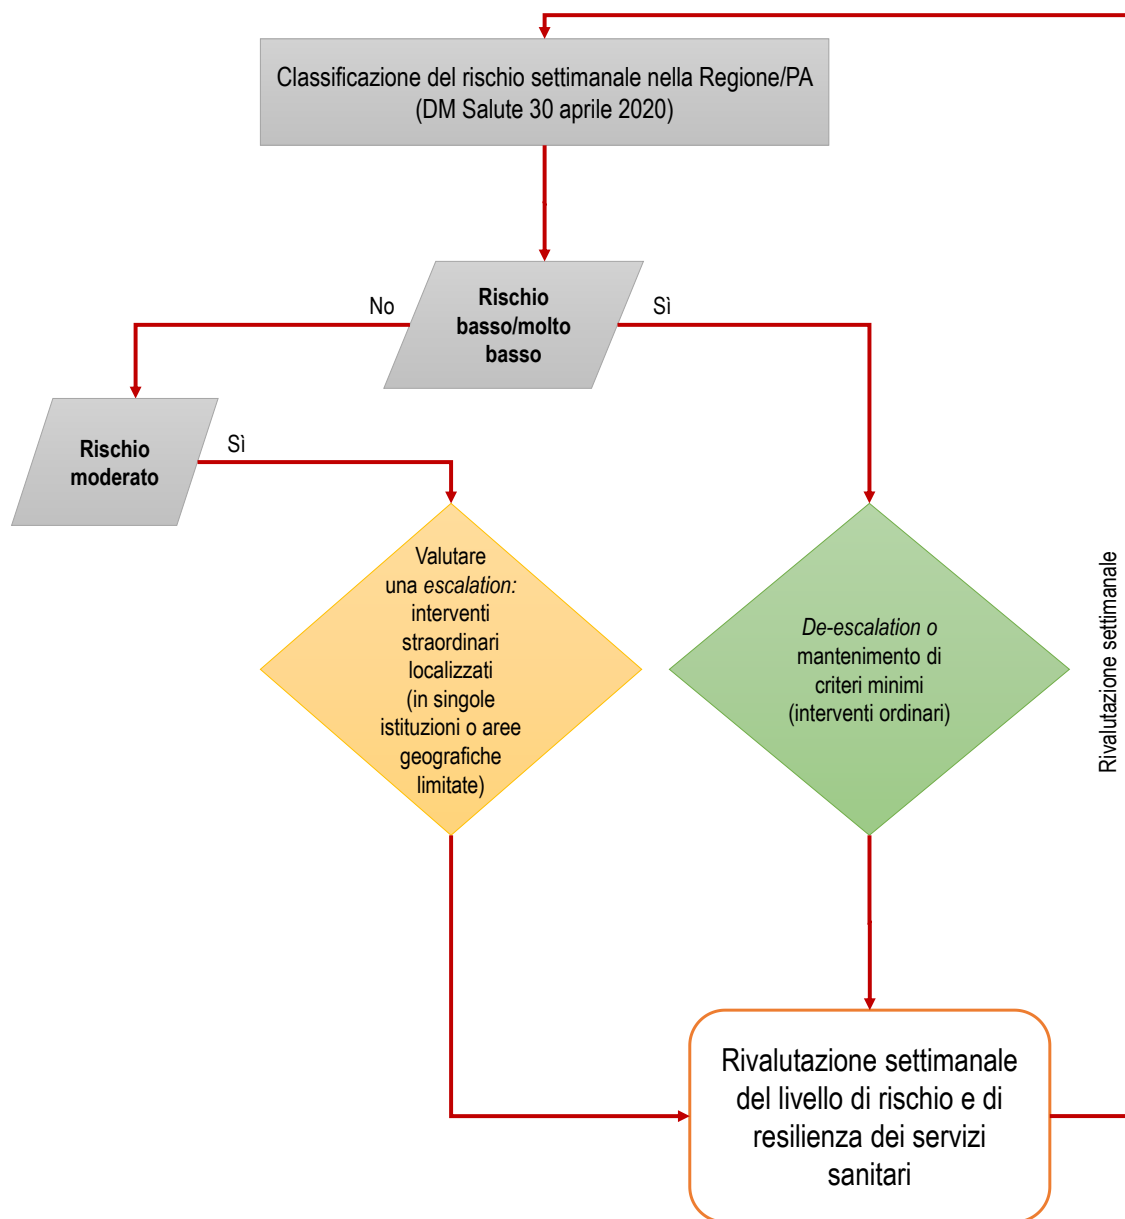 Classificazione del rischio settimanale nella Regione/PA
(DM Salute 30 aprile 2020)
No
Rischio
basso/molto
basso
Sì
Rischio
moderato
Sì
Valutare
una escalation:
interventi
straordinari
localizzati
(in singole
istituzioni o aree
geografiche
limitate)
De-escalation o
mantenimento di
criteri minimi
(interventi ordinari)
Rivalutazione settimanale
Rivalutazione settimanale
del livello di rischio e di
resilienza dei servizi
sanitari